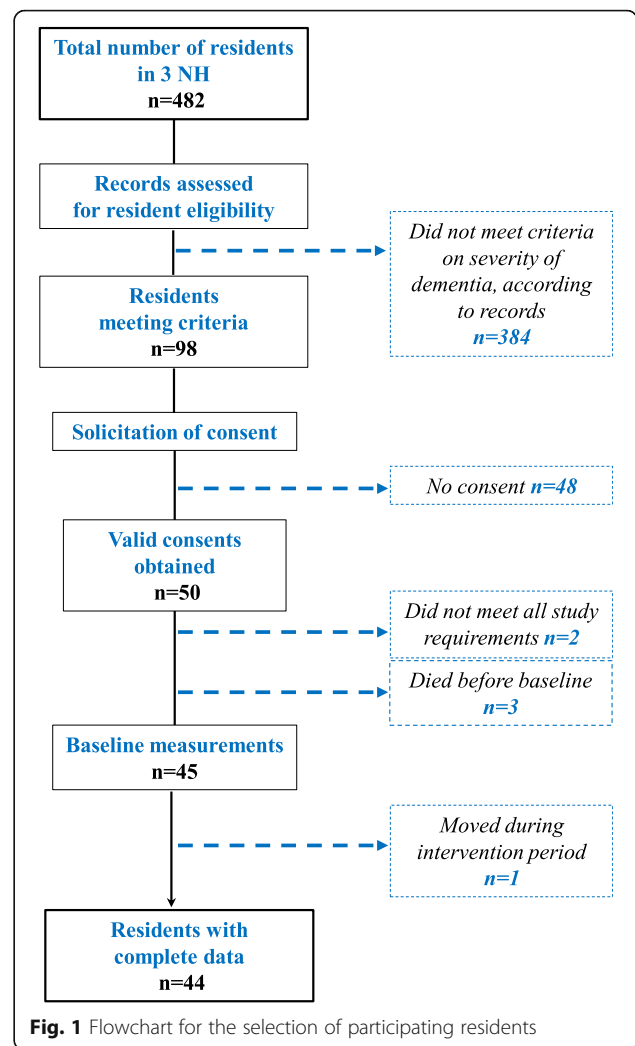 Total number of residents
in 3 NH
n=482
Records assessed
for resident eligibility
Did not meet criteria
on severity of
dementia, according
to records
n=384
Residents
meeting criteria
n=98
Solicitation of consent
No consent n=48
Valid consents
obtained
n=50
Did not meet all study
requirements n=2
Died before baseline
n=3
Baseline measurements
n=45
Moved during
intervention period
n=1
Residents with
complete data
n=44
Fig. 1 Flowchart for the selection of participating residents